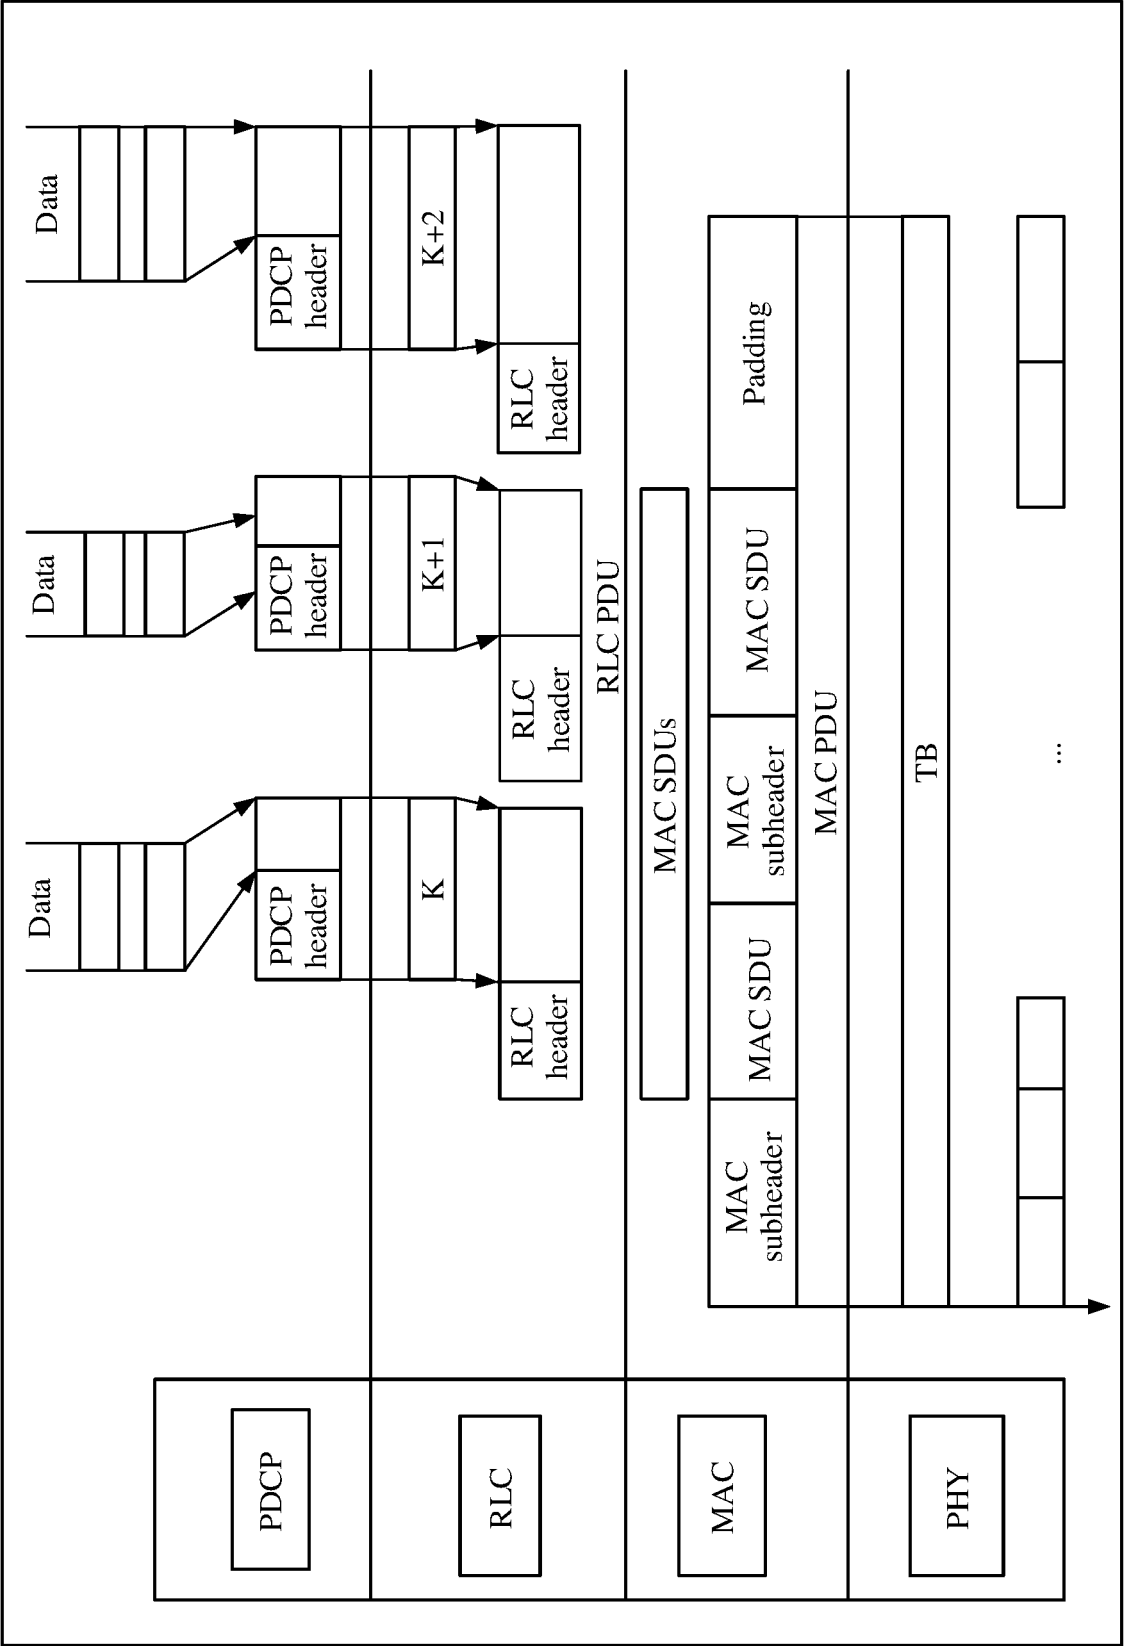 Data
Data
Data
PDCP
PDCP
header
PDCP
header
PDCP
header
K
K+1
K+2
RLC
RLC
header
RLC
header
RLC
header
RLC PDU
MAC SDUs
MAC
MAC
subheader
MAC SDU
MAC
subheader
MAC SDU
Padding
MAC PDU
TB
PHY
...